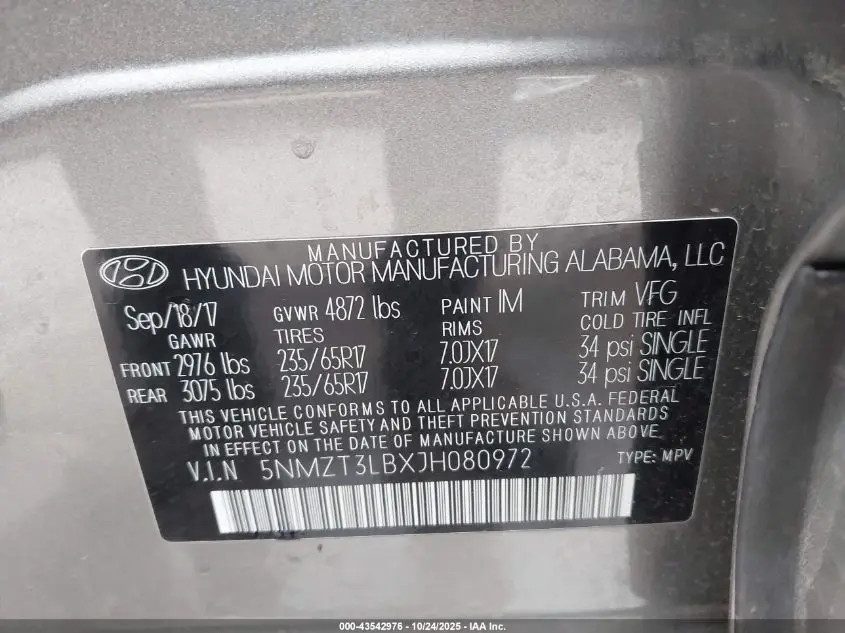 MANUFACTURED BY
HYUNDAI MOTOR MANUFACTURING ALABAMA, LLC
Sep/18/17 GVWR 4872 lbs PAINT IM TRIM VFG
GAWR TIRES RIMS COLD TIRE INFL
FRONT 2976 lbs 235/65R17 7.0JX17 34 psi SINGLE
REAR 3075 lbs 235/65R17 7.0JX17 34 psi SINGLE
THIS VEHICLE CONFORMS TO ALL APPLICABLE U.S.A. FEDERAL
MOTOR VEHICLE SAFETY AND THEFT PREVENTION STANDARDS
IN EFFECT ON THE DATE OF MANUFACTURE SHOWN ABOVE.
V.I.N 5NMZT3LBXJH080972 TYPE: MPV
000-43542976 - 10/24/2025 - IAA Inc.